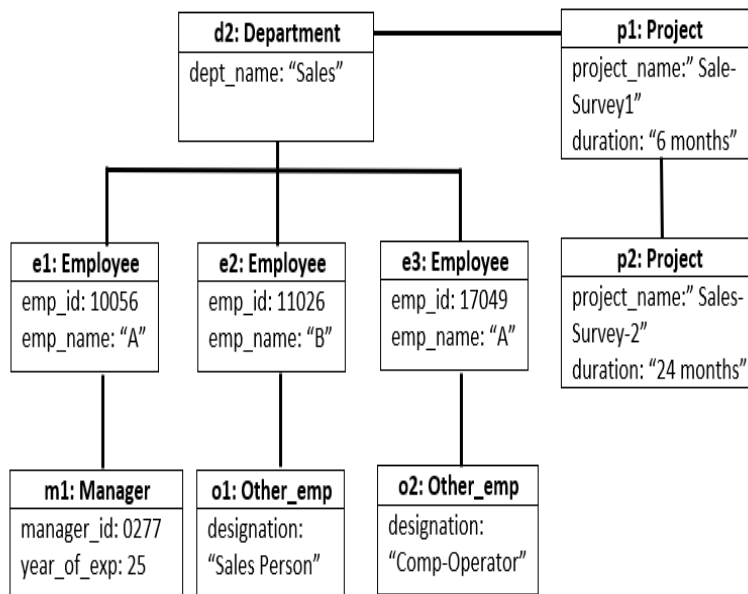 d2: Department
dept_name: “Sales”
p1: Project
project_name:” Sale-
Survey1”
duration: “6 months”
e1: Employee
emp_id: 10056
emp_name: “A”
e2: Employee
emp_id: 11026
emp_name: “B”
e3: Employee
emp_id: 17049
emp_name: “A”
p2: Project
project_name:” Sales-
Survey-2”
duration: “24 months”
m1: Manager
manager_id: 0277
year_of_exp: 25
o1: Other_emp
designation:
“Sales Person”
o2: Other_emp
designation:
“Comp-Operator”